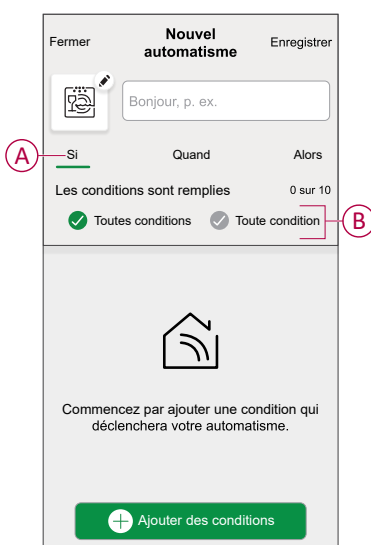 Fermer
Nouvel
automatisme
Enregistrer
Bonjour, p. ex.
A
Si
Quand
Alors
Les conditions sont remplies
0 sur 10
Toutes conditions
Toute condition
B
Commencez par ajouter une condition qui
déclenchera votre automatisme.
Ajouter des conditions